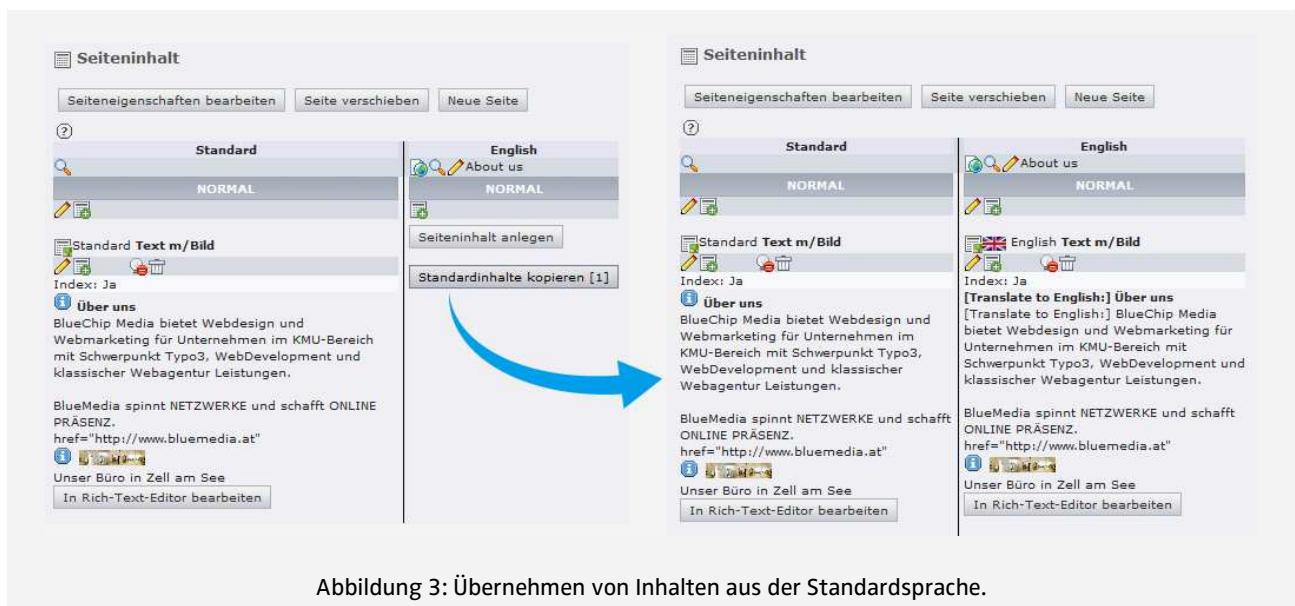 Seiteninhalt
Seiteneigenschaften bearbeiten Seite verschieben Neue Seite
?
Standard
NORMAL
Standard Text m/Bild
Index: Ja
Über uns
BlueChip Media bietet Webdesign und
Webmarketing für Unternehmen im KMU-Bereich
mit Schwerpunkt Typo3, WebDevelopment und
klassischer Webagentur Leistungen.
BlueMedia spinnt NETZWERKE und schafft ONLINE
PRÄSENZ.
href="http://www.bluemedia.at"
Unser Büro in Zell am See
In Rich-Text-Editor bearbeiten
English
About us
NORMAL
Seiteninhalt anlegen
Standardinhalte kopieren [1]
Seiteninhalt
Seiteneigenschaften bearbeiten Seite verschieben Neue Seite
?
Standard
NORMAL
Standard Text m/Bild
Index: Ja
Über uns
BlueChip Media bietet Webdesign und
Webmarketing für Unternehmen im
KMU-Bereich mit Schwerpunkt Typo3,
WebDevelopment und klassischer
Webagentur Leistungen.
BlueMedia spinnt NETZWERKE und schafft
ONLINE PRÄSENZ.
href="http://www.bluemedia.at"
Unser Büro in Zell am See
In Rich-Text-Editor bearbeiten
English
About us
NORMAL
English Text m/Bild
Index: Ja
[Translate to English:] Über uns
[Translate to English:] BlueChip Media
bietet Webdesign und Webmarketing für
Unternehmen im KMU-Bereich mit
Schwerpunkt Typo3, WebDevelopment und
klassischer Webagentur Leistungen.
BlueMedia spinnt NETZWERKE und schafft
ONLINE PRÄSENZ.
href="http://www.bluemedia.at"
Unser Büro in Zell am See
In Rich-Text-Editor bearbeiten
Abbildung 3: Übernehmen von Inhalten aus der Standardsprache.